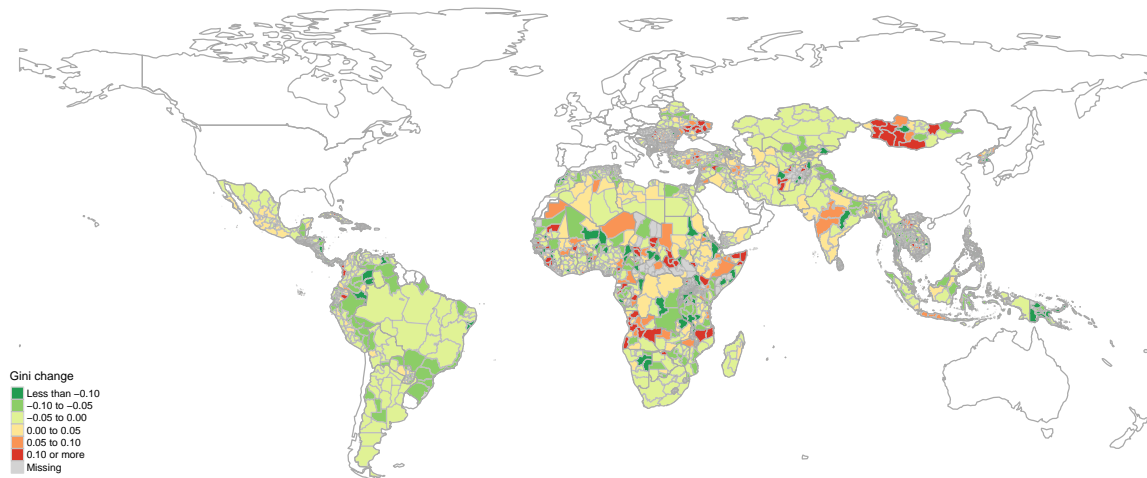 Gini change
Less than −0.10
−0.10 to −0.05
−0.05 to 0.00
0.00 to 0.05
0.05 to 0.10
0.10 or more
Missing